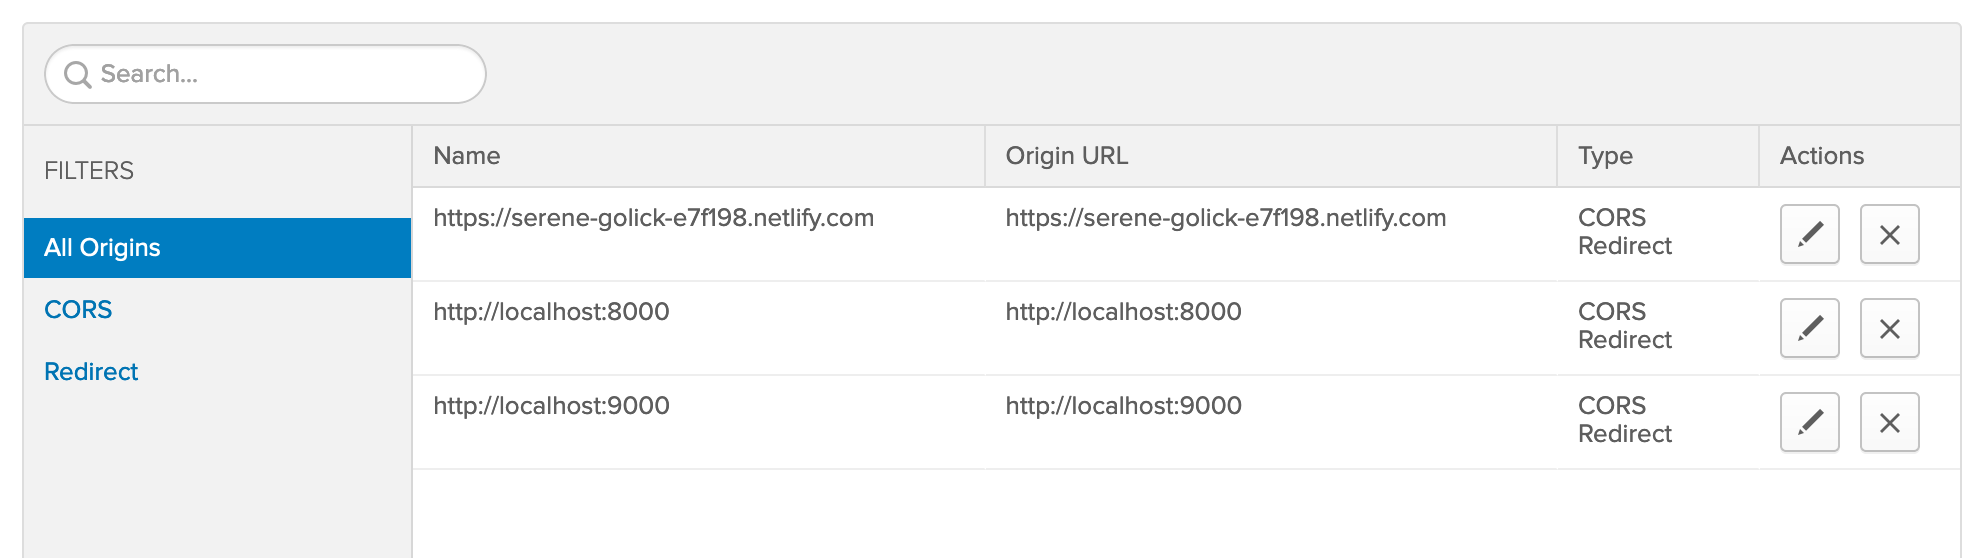 Search...
FILTERS
All Origins
CORS
Redirect
Name Origin URL Type Actions
https://serene-golick-e7f198.netlify.com https://serene-golick-e7f198.netlify.com CORS
Redirect
http://localhost:8000 http://localhost:8000 CORS
Redirect
http://localhost:9000 http://localhost:9000 CORS
Redirect